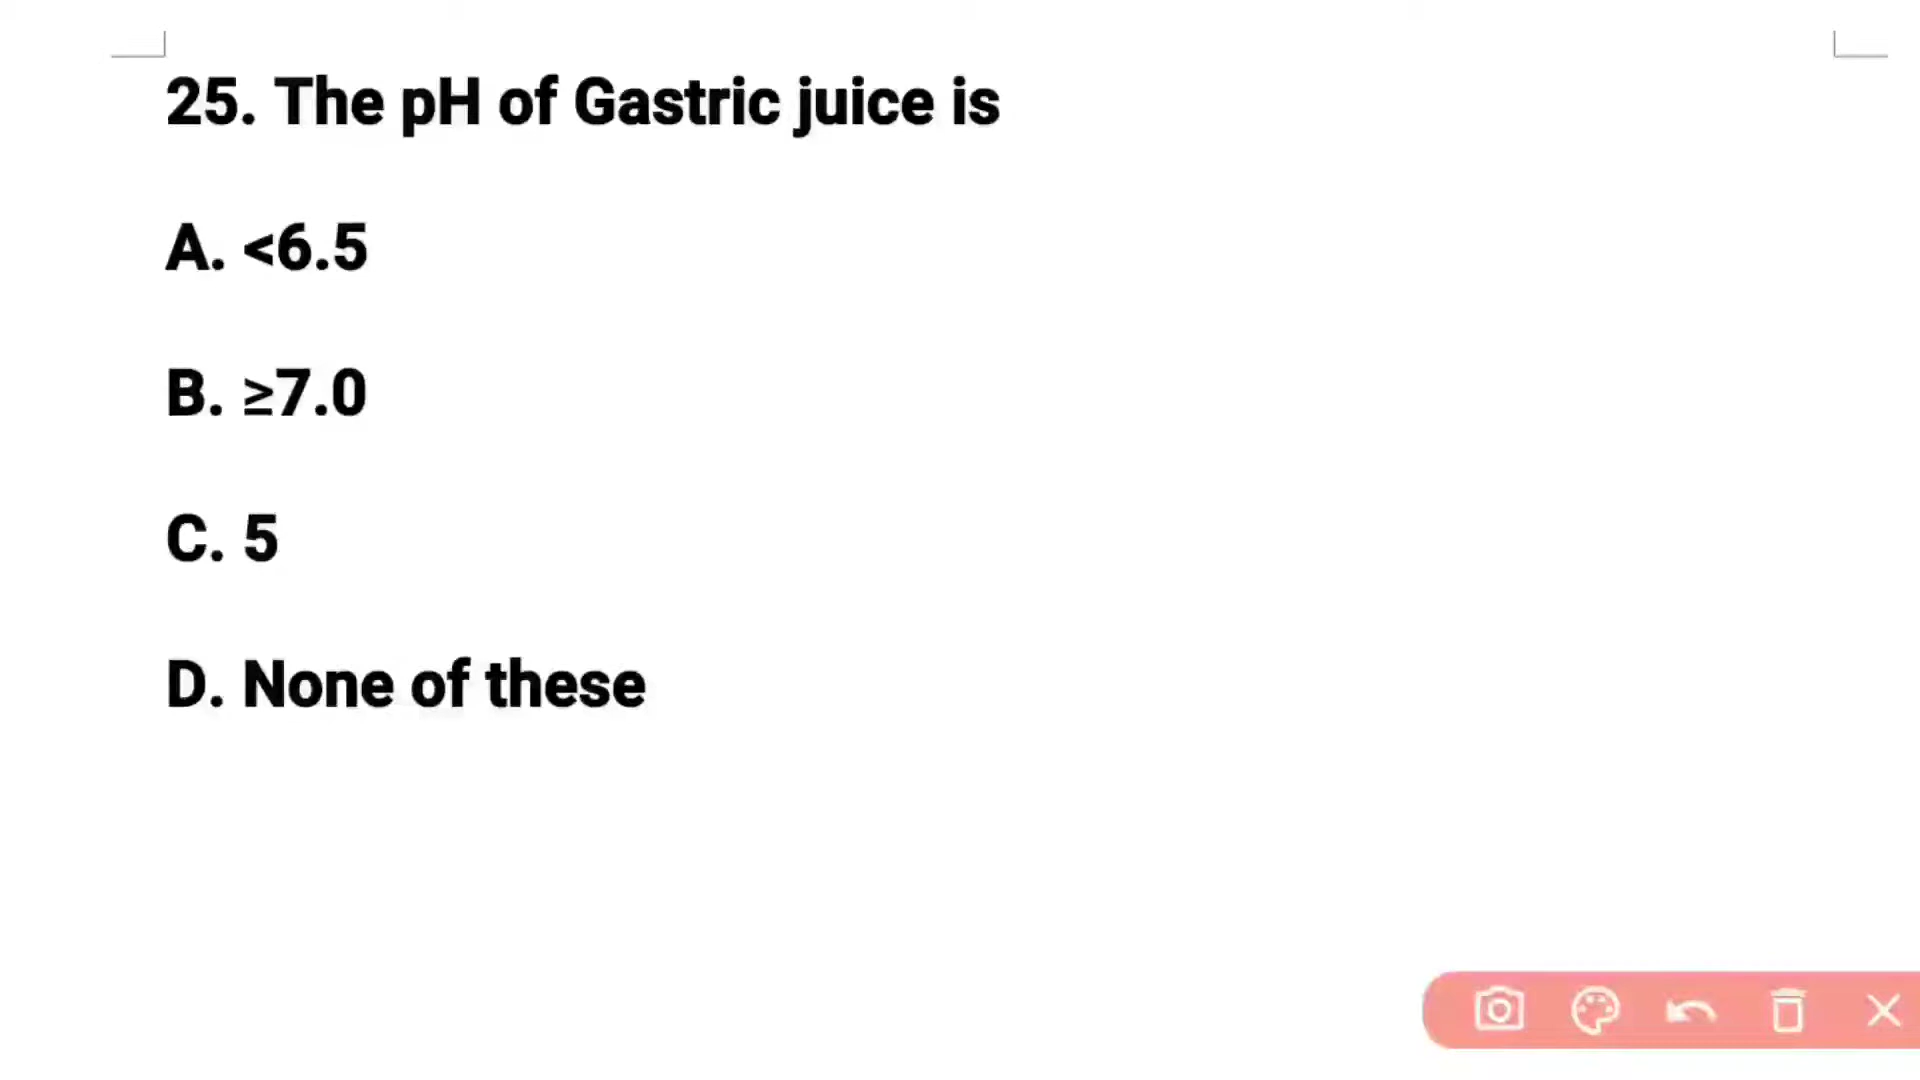 25. The pH of Gastric juice is
A. <6.5
B. ≥7.0
C. 5
D. None of these